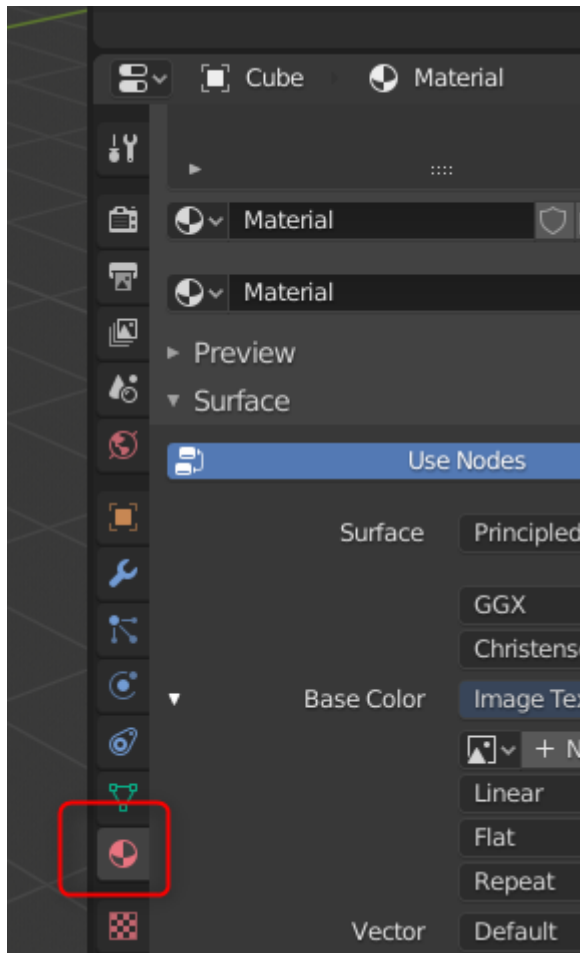 Cube Material
Material
Material
Preview
Surface
Use Nodes
Surface Principled
GGX
Christens
Base Color Image Tex
+ N
Linear
Flat
Repeat
Vector Default